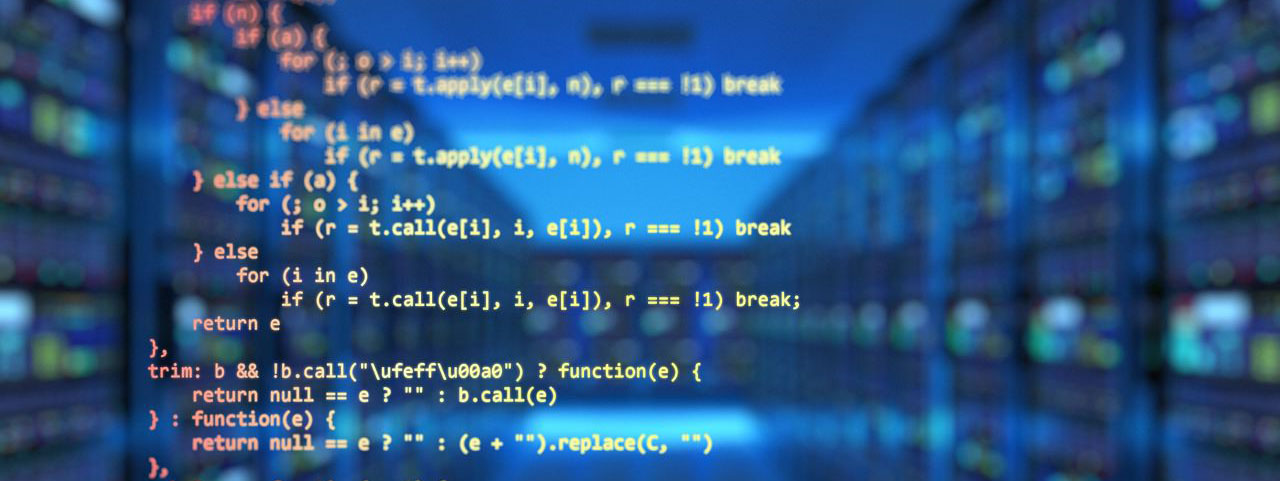 if (n) {
if (a) {
for (; o > i; i++)
if (r = t.apply(e[i], n), r === !1) break
} else
for (i in e)
if (r = t.apply(e[i], n), r === !1) break
} else if (a) {
for (; o > i; i++)
if (r = t.call(e[i], i, e[i]), r === !1) break
} else
for (i in e)
if (r = t.call(e[i], i, e[i]), r === !1) break;
return e
},
trim: b && !b.call("\ufeff\u00a0") ? function(e) {
return null == e ? "" : b.call(e)
} : function(e) {
return null == e ? "" : (e + "").replace(C, "")
},